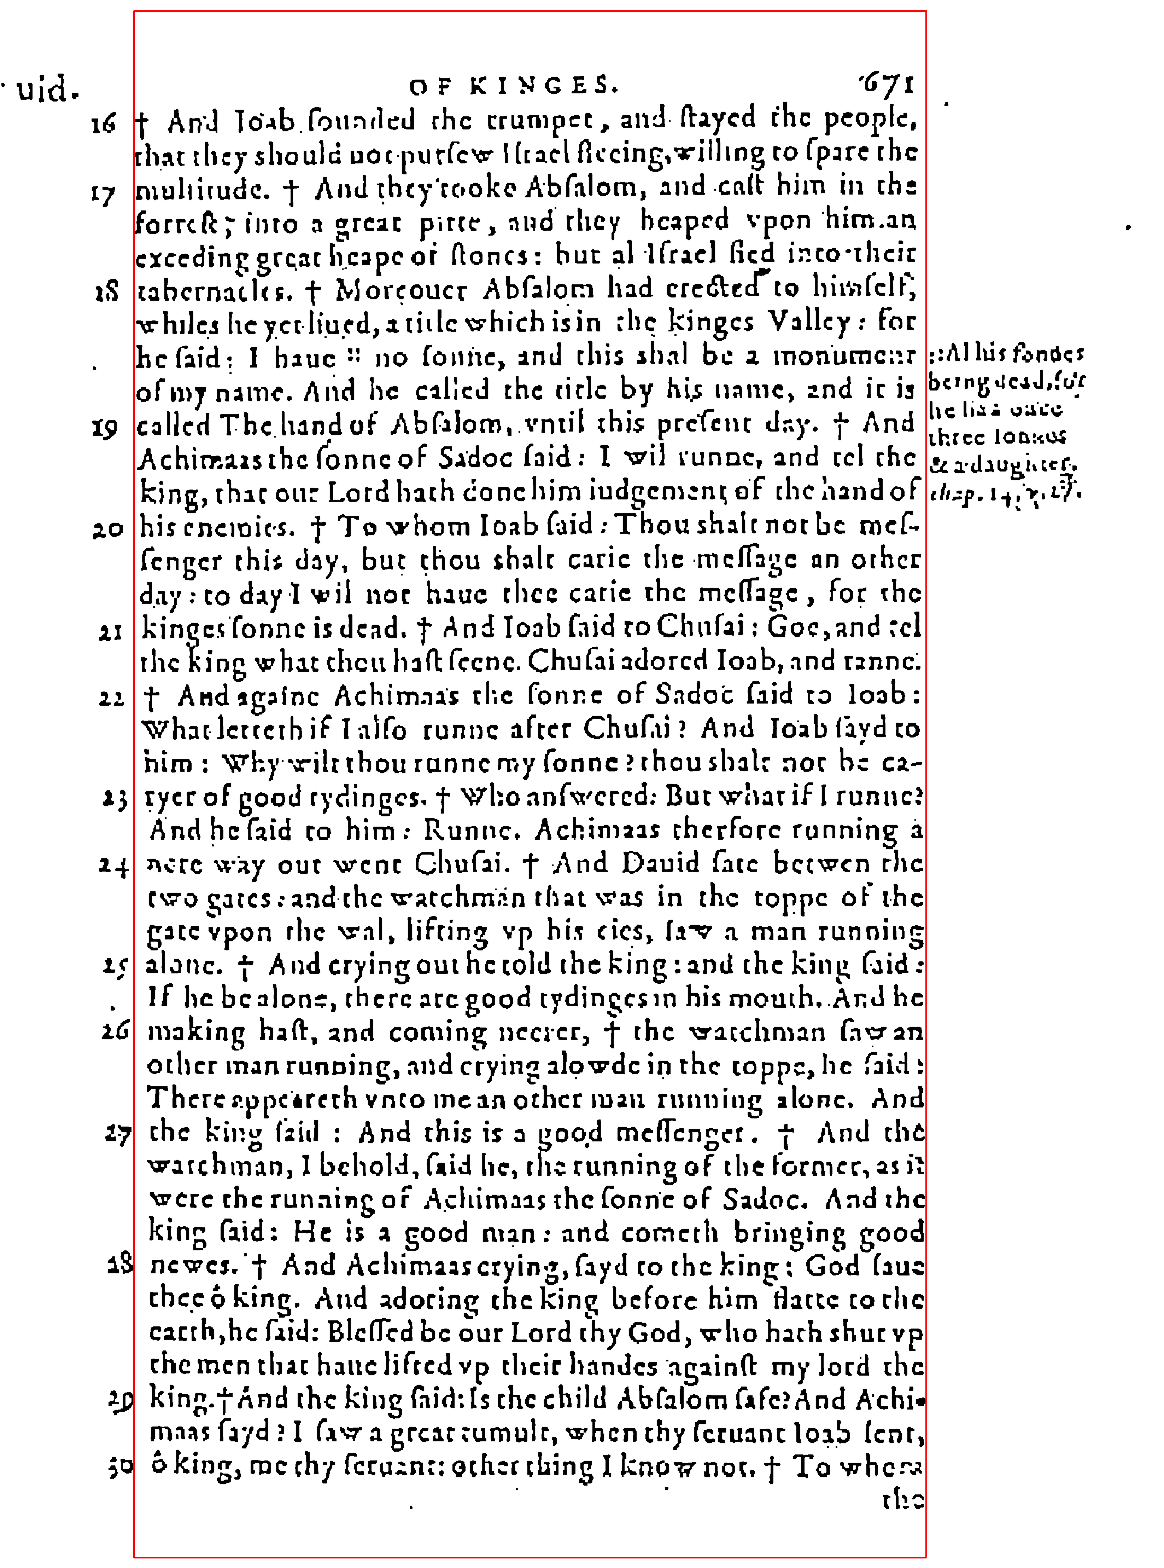 uid.
OF KINGES. 671
16 † And Ioab ſounded the trumpet, and ſtayed the people,
that they should not purſew Iſrael fleeing, willing to ſpare the
17 multitude. † And they tooke Abſalom, and caſt him in the
forreſt, into a great pitte, and they heaped vpon him an
exceding great heape of ſtones: but al Iſrael fled into their
18 tabernacles. † Moreouer Abſalom had erected to himſelf,
whiles he yet liued, a title which is in the kinges Valley: for
he ſaid: I haue :: no ſonne, and this shal be a monument
of my name. And he called the title by his name, and it is
19 called The hand of Abſalom, vntil this preſent day. † And
Achimaas the ſonne of Sadoc ſaid: I wil runne, and tel the
king, that our Lord hath done him iudgement of the hand of
20 his enemies. † To whom Ioab ſaid: Thou shalt not be meſ-
ſenger this day, but thou shalt carie the meſſage an other
day: to day I wil not haue thee carie the meſſage, for the
21 kinges ſonne is dead. † And Ioab ſaid to Chuſai: Goe, and tel
the king what thou haſt ſeene. Chuſai adored Ioab, and ranne.
22 † And againe Achimaas the ſonne of Sadoc ſaid to Ioab:
What letteth if I alſo runne after Chuſai? And Ioab ſayd to
him: Why wilt thou runne my ſonne? thou shalt not be ca-
23 ryer of good tydinges. † Who anſwered: But what if I runne?
And he ſaid to him: Runne. Achimaas therfore running a
24 nere way out went Chuſai. † And Dauid ſate betwen the
two gates: and the watchman that was in the toppe of the
gate vpon the wal, lifting vp his eies, ſaw a man running
25 alone. † And crying out he told the king: and the king ſaid:
If he be alone, there are good tydinges in his mouth. And he
26 making haſt, and coming neerer, † the watchman ſaw an
other man running, and crying alowde in the toppe, he ſaid:
There appeareth vnto me an other man running alone. And
27 the king ſaid: And this is a good meſſenger. † And the
watchman, I behold, ſaid he, the running of the former, as it
were the running of Achimaas the ſonne of Sadoc. And the
king ſaid: He is a good man: and cometh bringing good
28 newes. † And Achimaas crying, ſayd to the king: God ſaue
thee ô king. And adoring the king before him flatte to the
earth, he ſaid: Bleſſed be our Lord thy God, who hath shut vp
the men that haue lifted vp their handes againſt my lord the
29 king. † And the king ſaid: Is the child Abſalom ſafe? And Achi-
maas ſayd? I ſaw a great tumult, when thy ſeruant Ioab ſent,
30 ô king, me thy ſeruant: other thing I know not. † To whom
the
:: Al his ſonnes
being dead, for
he had once
three ſonnes
& a daughter.
chap. 14. v. 27.